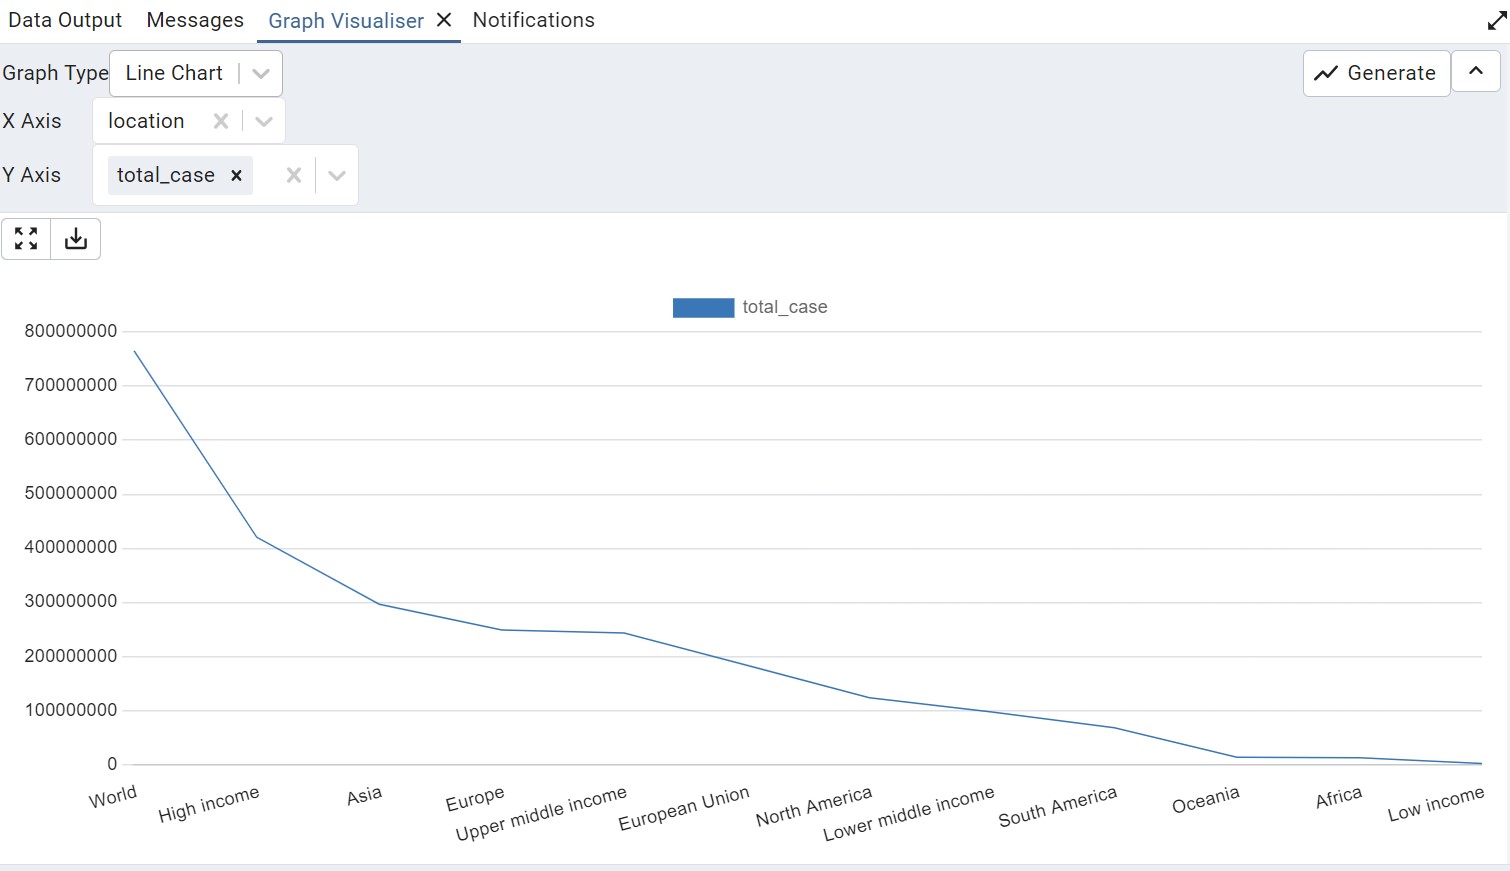 Data Output Messages Graph Visualiser Notifications
Graph Type Line Chart Generate
X Axis location
Y Axis total_case
total_case
800000000
700000000
600000000
500000000
400000000
300000000
200000000
100000000
0
World High income Asia Europe Upper middle income European Union North America Lower middle income South America Oceania Africa Low income